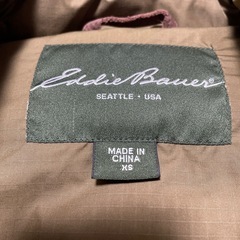 Eddie Bauer
SEATTLE • USA
MADE IN
CHINA
XS